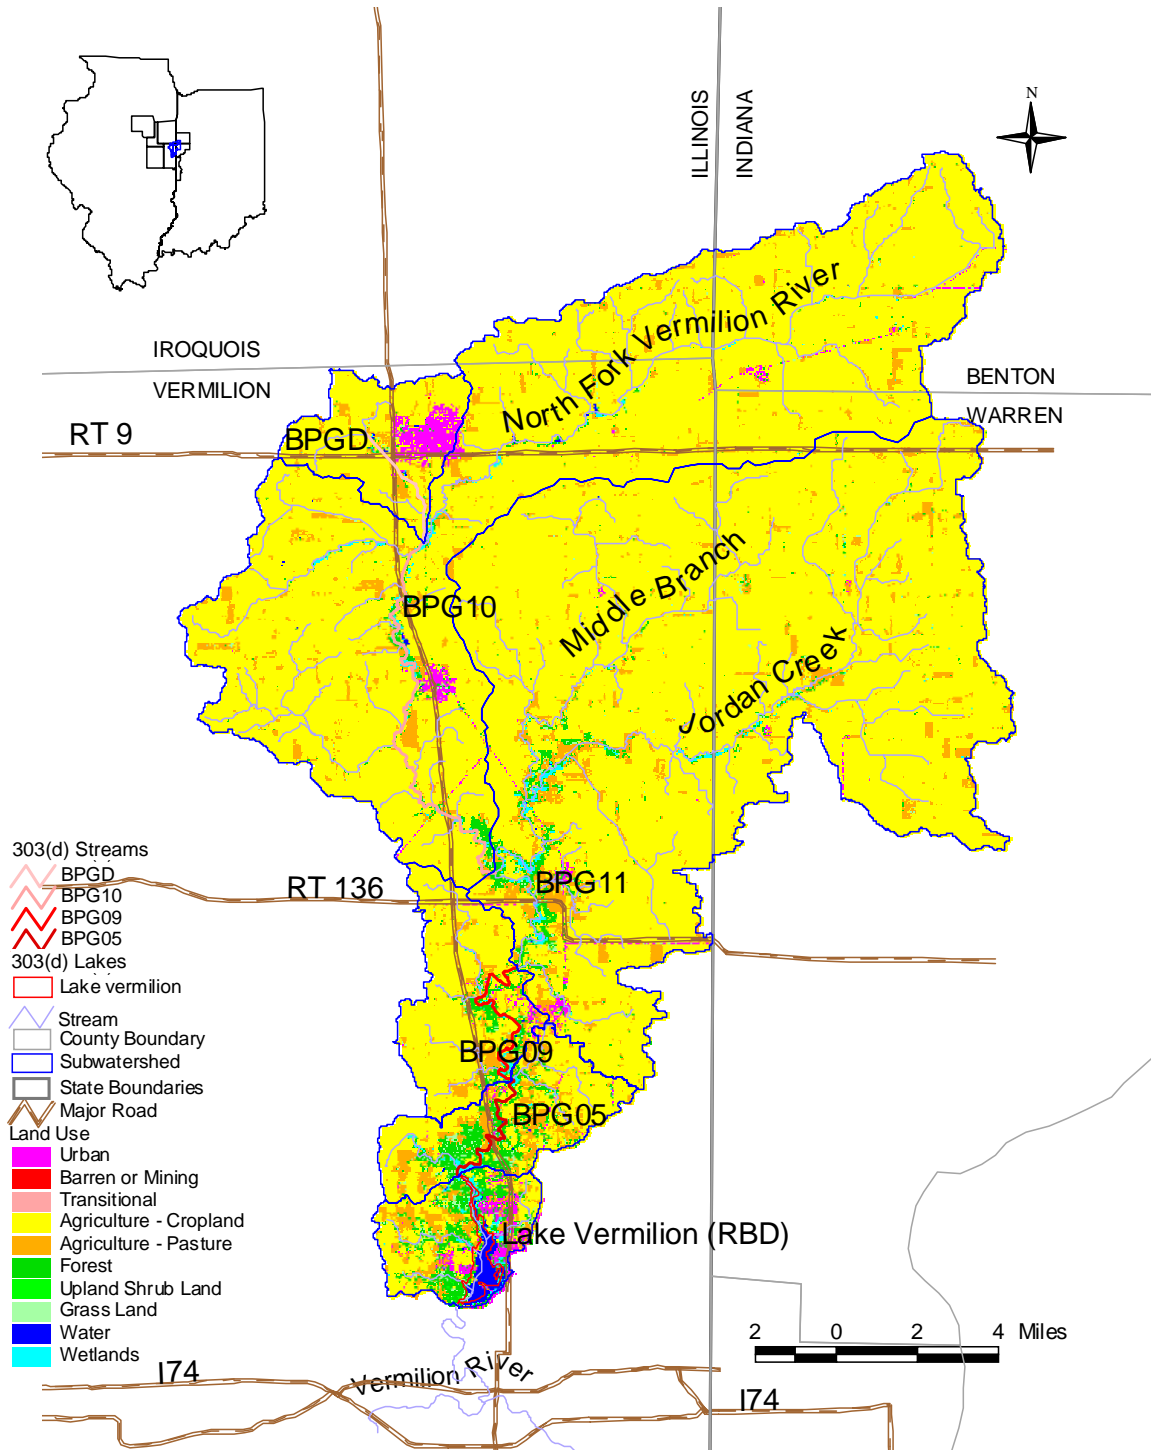 N
ILLINOIS
INDIANA
North Fork Vermilion River
IROQUOIS
VERMILION
BENTON
WARREN
RT 9
BPGD
Middle Branch
BPG10
Jordan Creek
RT 136
BPG11
BPG09
BPG05
Lake Vermilion (RBD)
303(d) Streams
BPGD
BPG10
BPG09
BPG05
303(d) Lakes
Lake vermilion
Stream
County Boundary
Subwatershed
State Boundaries
Major Road
Land Use
Urban
Barren or Mining
Transitional
Agriculture - Cropland
Agriculture - Pasture
Forest
Upland Shrub Land
Grass Land
Water
Wetlands
2 0 2 4 Miles
I74
Vermilion River
I74